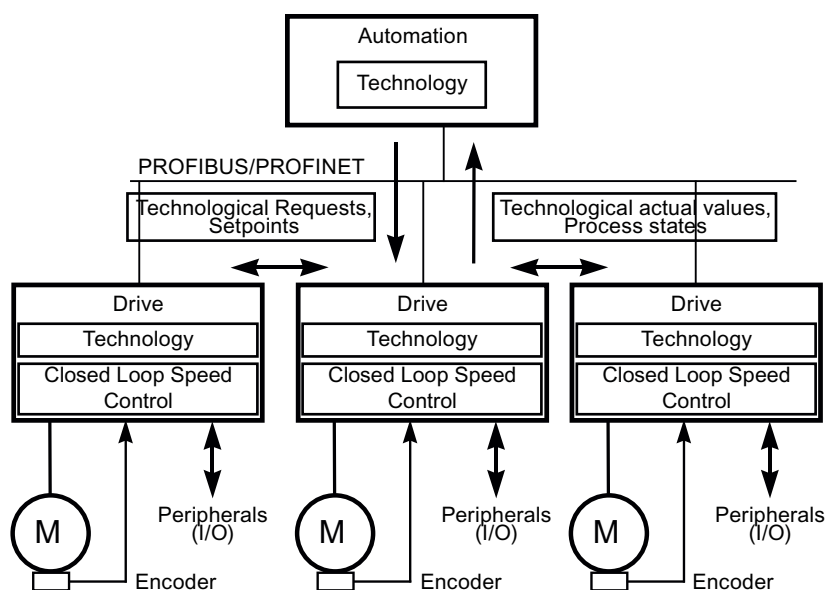 Automation
Technology
PROFIBUS/PROFINET
Technological Requests,
Setpoints
Technological actual values,
Process states
Drive
Technology
Closed Loop Speed
Control
Drive
Technology
Closed Loop Speed
Control
Drive
Technology
Closed Loop Speed
Control
M
Peripherals
(I/O)
Encoder
M
Peripherals
(I/O)
Encoder
M
Peripherals
(I/O)
Encoder